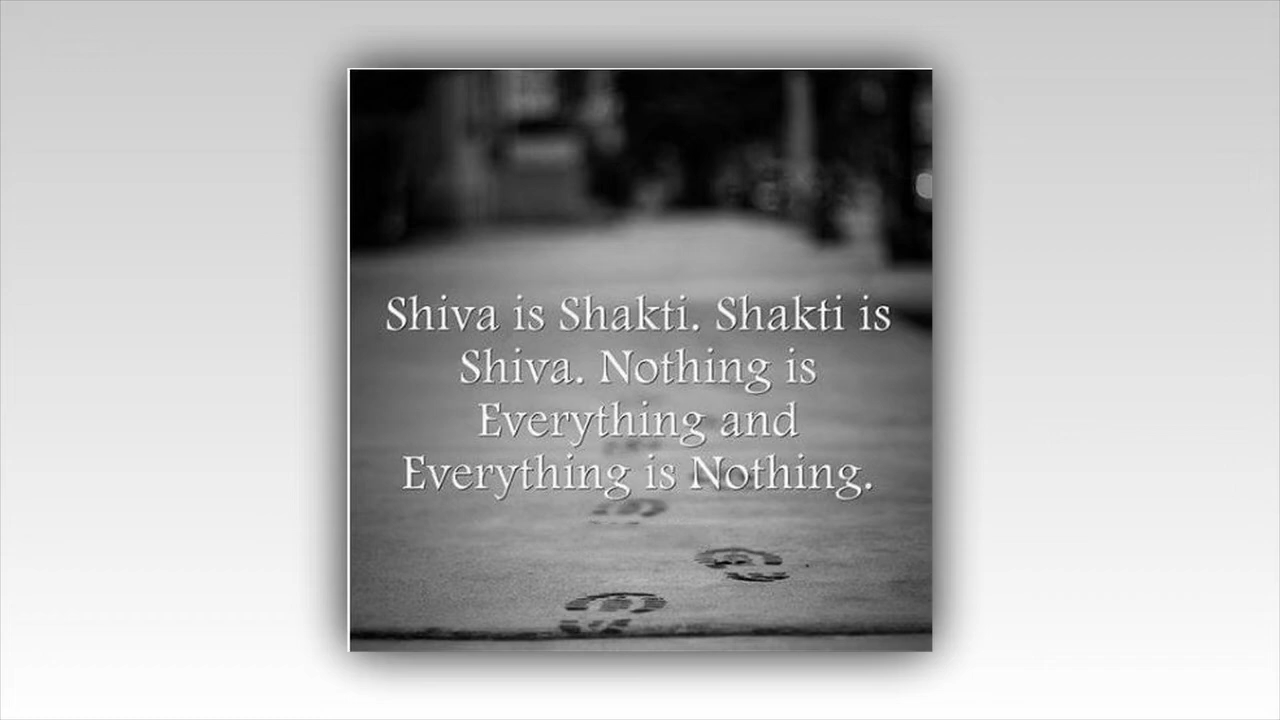 Shiva is Shakti. Shakti is
Shiva. Nothing is
Everything and
Everything is Nothing.